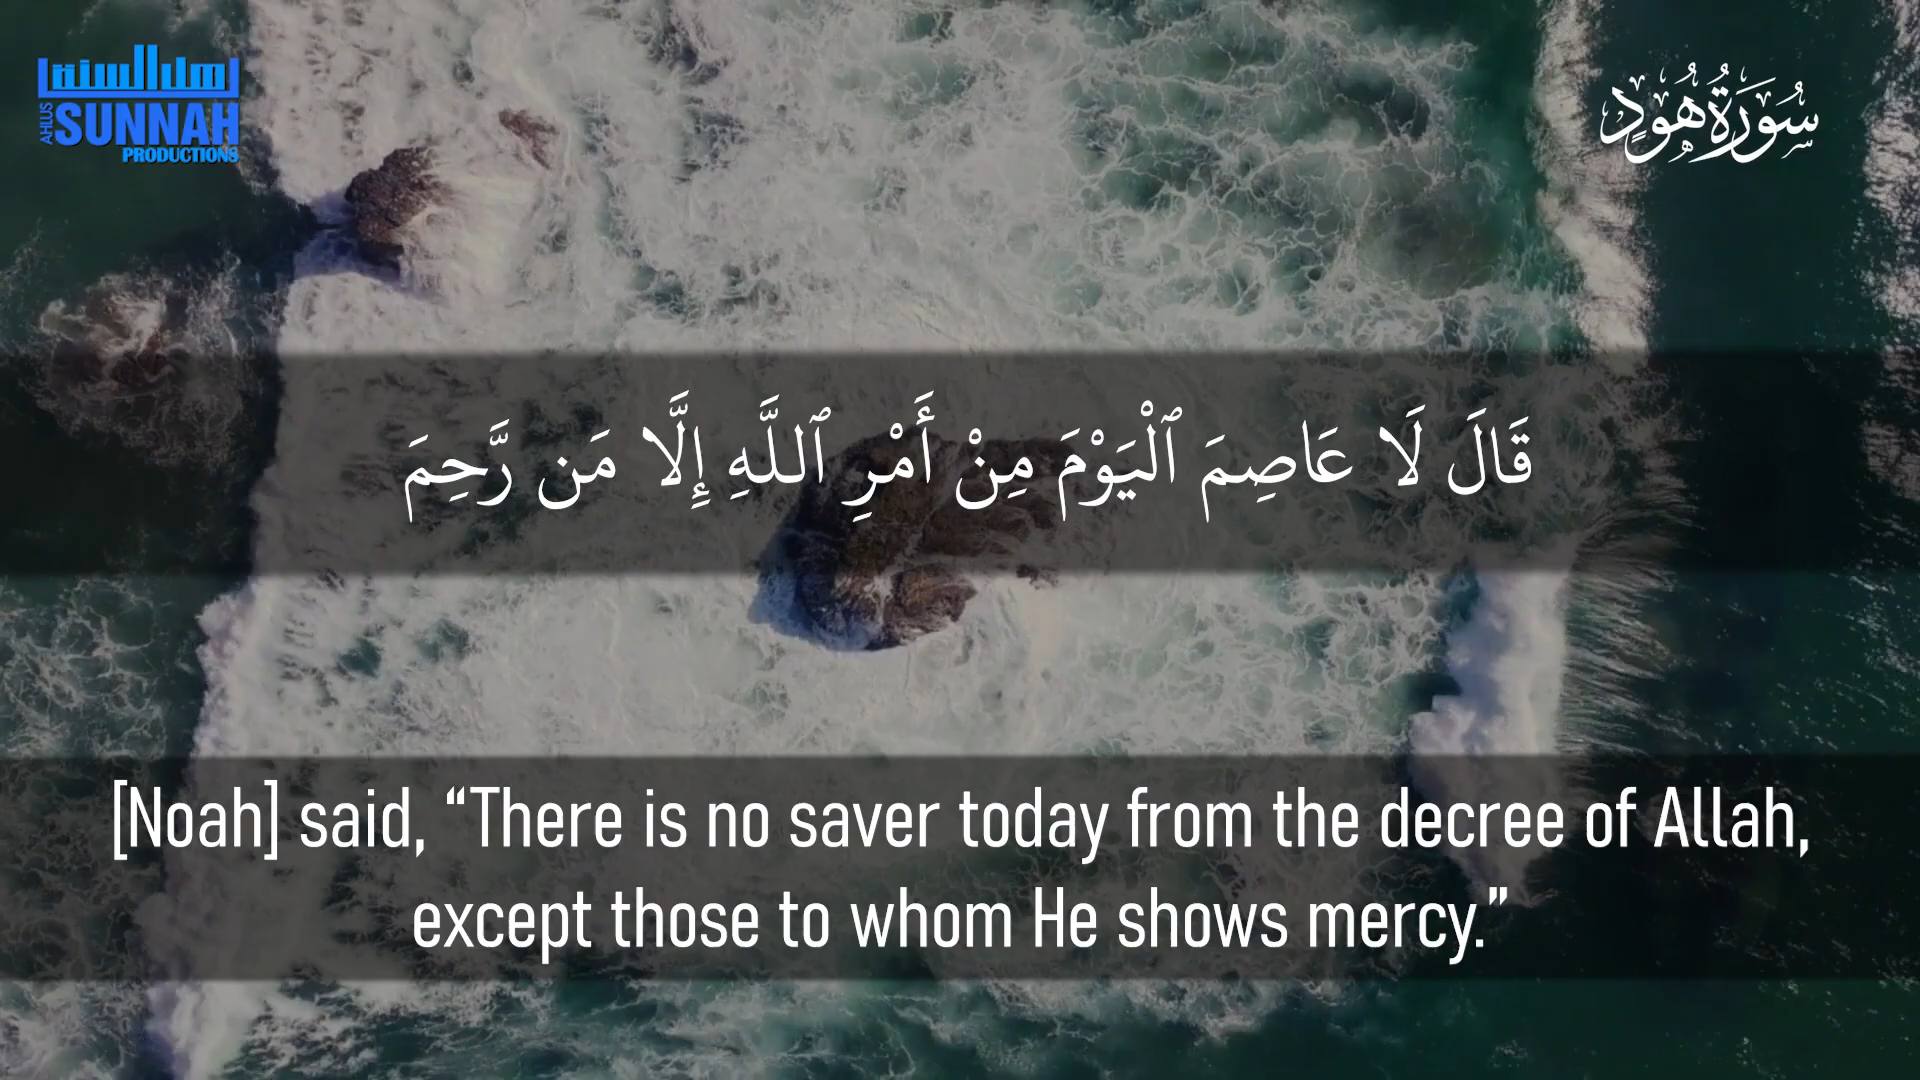 اهل السنة
AHLUS
SUNNAH
PRODUCTIONS
سُورَةُ هُودٍ
قَالَ لَا عَاصِمَ ٱلْيَوْمَ مِنْ أَمْرِ ٱللَّهِ إِلَّا مَن رَّحِمَ
[Noah] said, “There is no saver today from the decree of Allah,
except those to whom He shows mercy.”